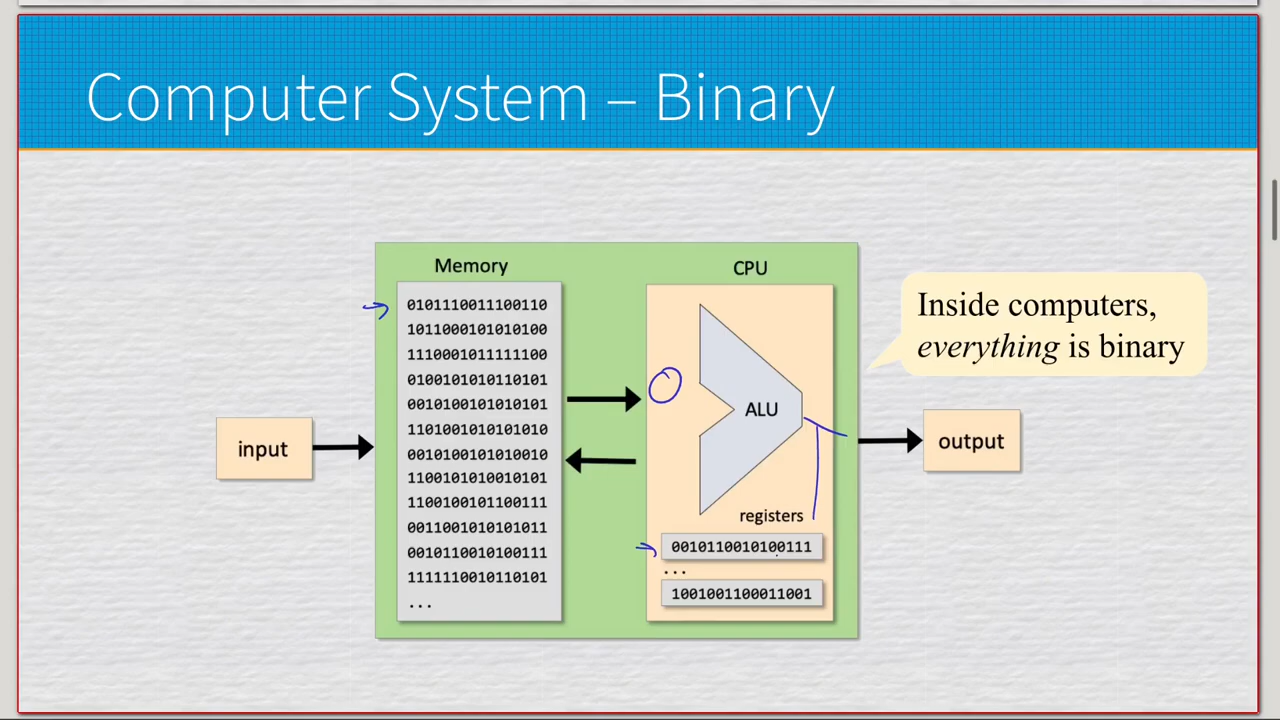 Computer System – Binary
Memory
CPU
0101110011100110
1011000101010100
1110001011111100
0100101010110101
0010100101010101
1101001010101010
0010100101010010
1100101010010101
1100100101100111
0011001010101011
0010110010100111
1111110010110101
...
input
ALU
registers
0010110010100111
...
1001001100011001
Inside computers,
everything is binary
output